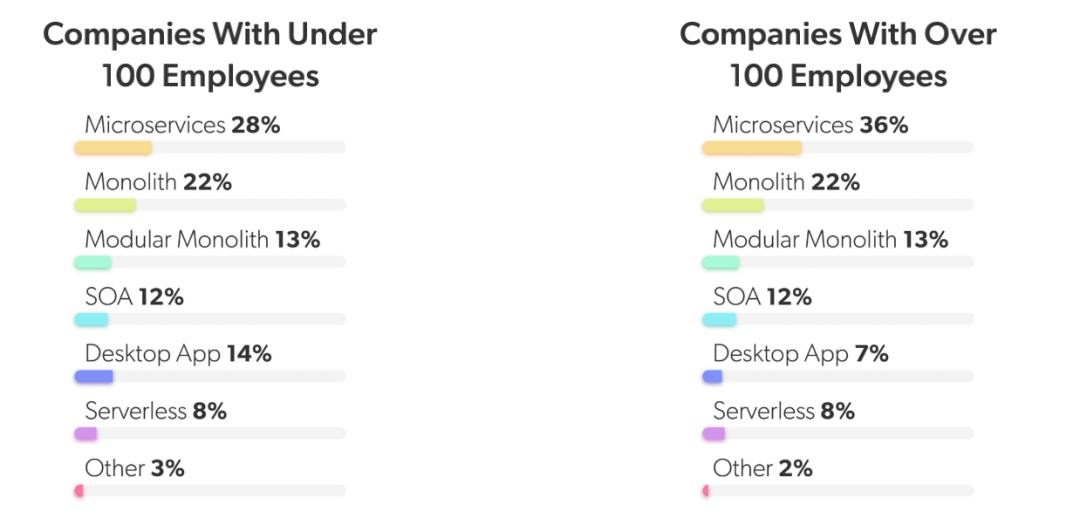 Companies With Under
100 Employees
Microservices 28%
Monolith 22%
Modular Monolith 13%
SOA 12%
Desktop App 14%
Serverless 8%
Other 3%
Companies With Over
100 Employees
Microservices 36%
Monolith 22%
Modular Monolith 13%
SOA 12%
Desktop App 7%
Serverless 8%
Other 2%